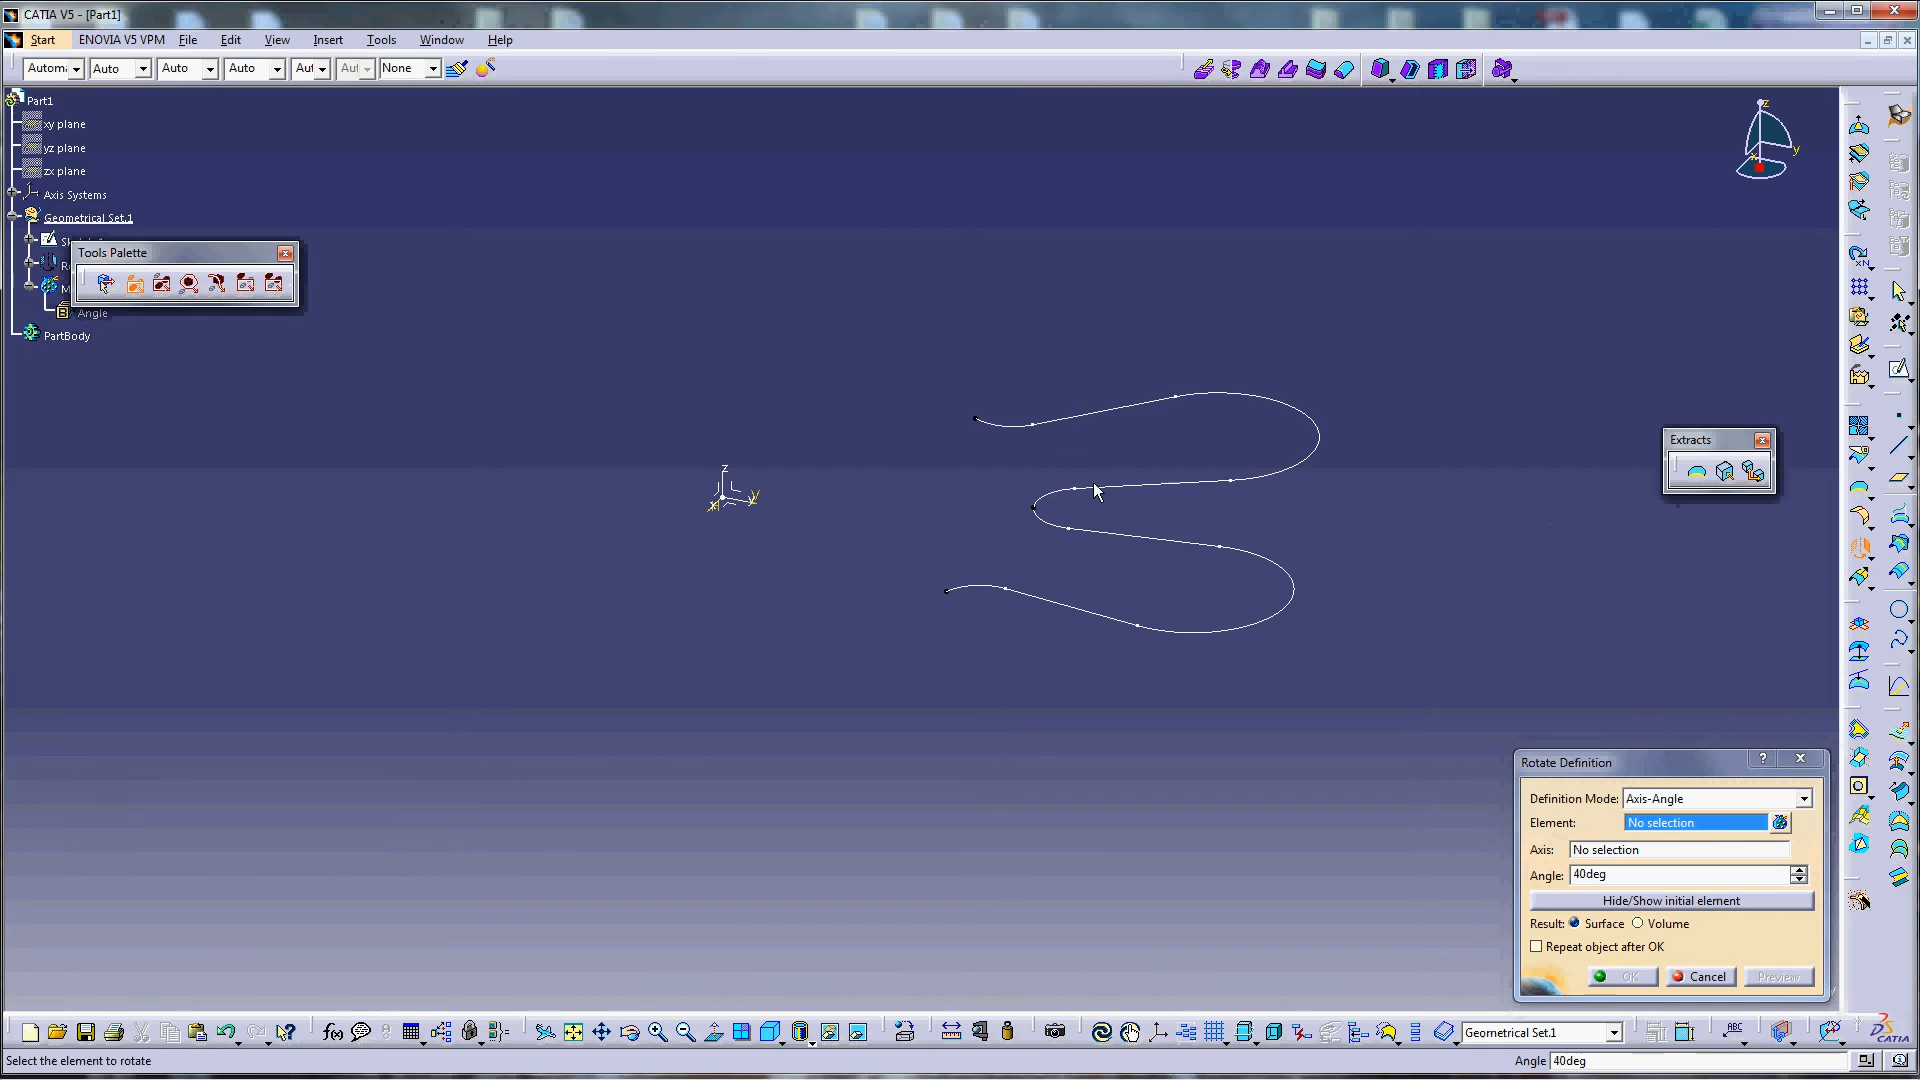 CATIA V5 - [Part1]
Start ENOVIA V5 VPM File Edit View Insert Tools Window Help
Auto Auto Auto Aut None
Part1
xy plane
yz plane
zx plane
Axis Systems
Geometrical Set.1
Tools Palette
Angle
PartBody
z
y
x
z
y
x
Extracts
Rotate Definition
Definition Mode: Axis-Angle
Element: No selection
Axis: No selection
Angle: 40deg
Hide/Show initial element
Result: Surface Volume
Repeat object after OK
OK Cancel Preview
f(x) Geometrical Set.1 ABC
CATIA
Select the element to rotate
Angle 40deg